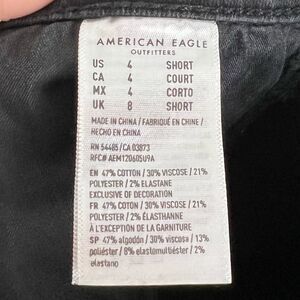 AMERICAN EAGLE
OUTFITTERS
US 4 SHORT
CA 4 COURT
MX 4 CORTO
UK 8 SHORT
MADE IN CHINA / FABRIQUÉ EN CHINE /
HECHO EN CHINA
RN 54485/CA 03873
RFC# AEM120605U9A
EN 47% COTTON / 30% VISCOSE / 21%
POLYESTER / 2% ELASTANE
EXCLUSIVE OF DECORATION
FR 47% COTON / 30% VISCOSE / 21%
POLYESTER / 2% ÉLASTHANNE
À L'EXCEPTION DE LA GARNITURE
SP 47% algodón / 30% viscosa / 13%
poliéster / 8% elastomultiéster / 2%
elastano